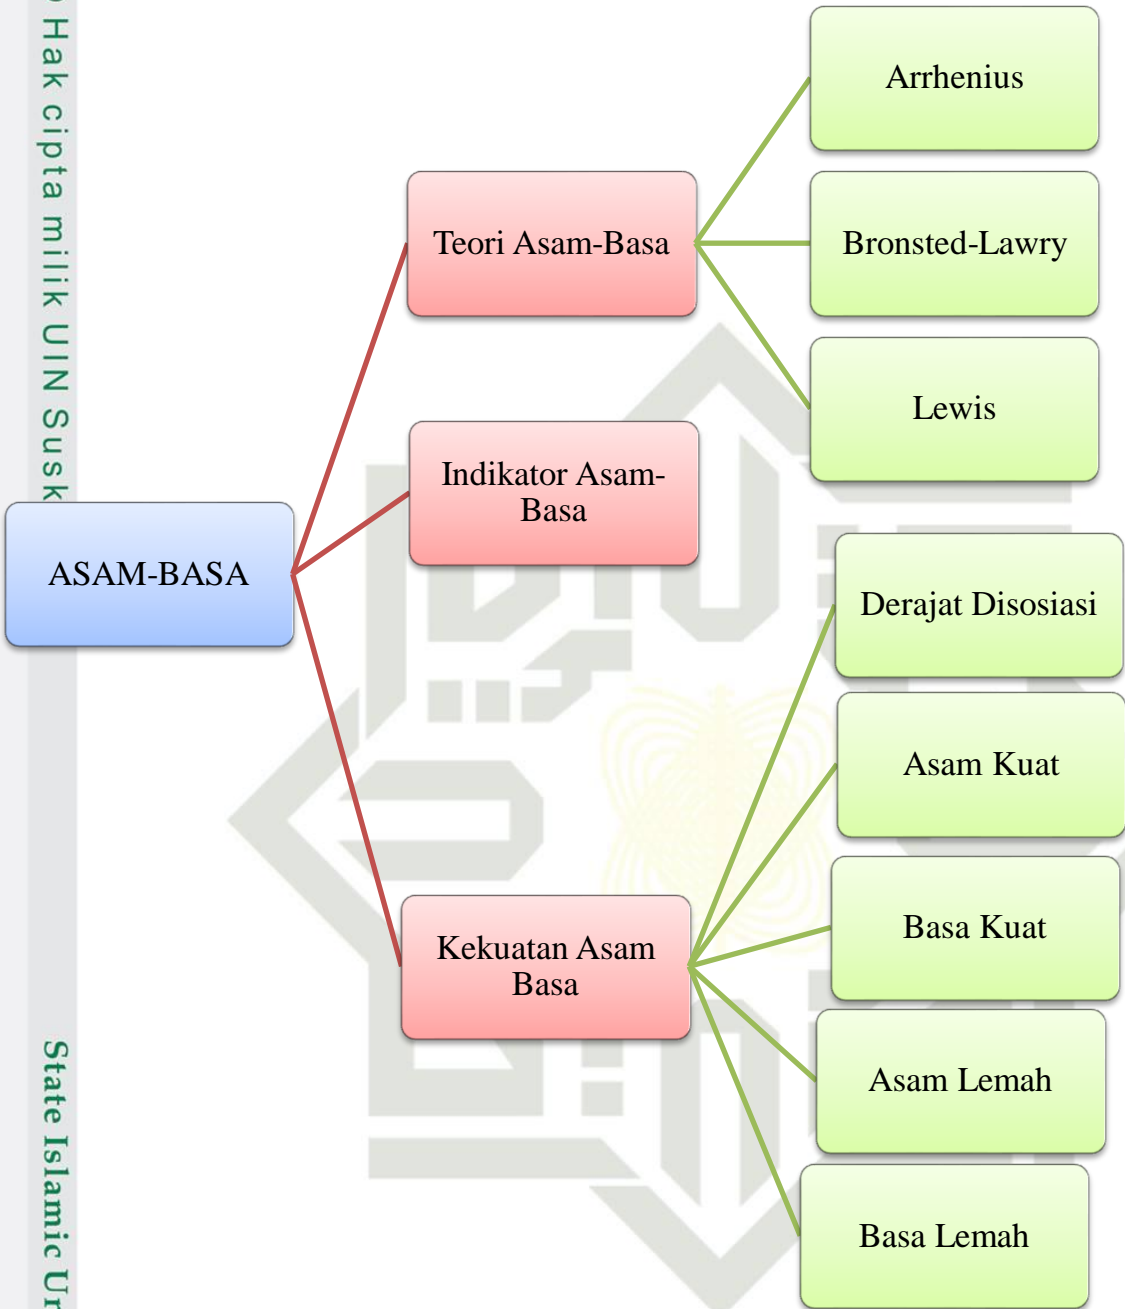 Hak cipta milik UIN Susk
State Islamic Un
ASAM-BASA
Teori Asam-Basa
Arrhenius
Bronsted-Lawry
Lewis
Indikator Asam-
Basa
Kekuatan Asam
Basa
Derajat Disosiasi
Asam Kuat
Basa Kuat
Asam Lemah
Basa Lemah